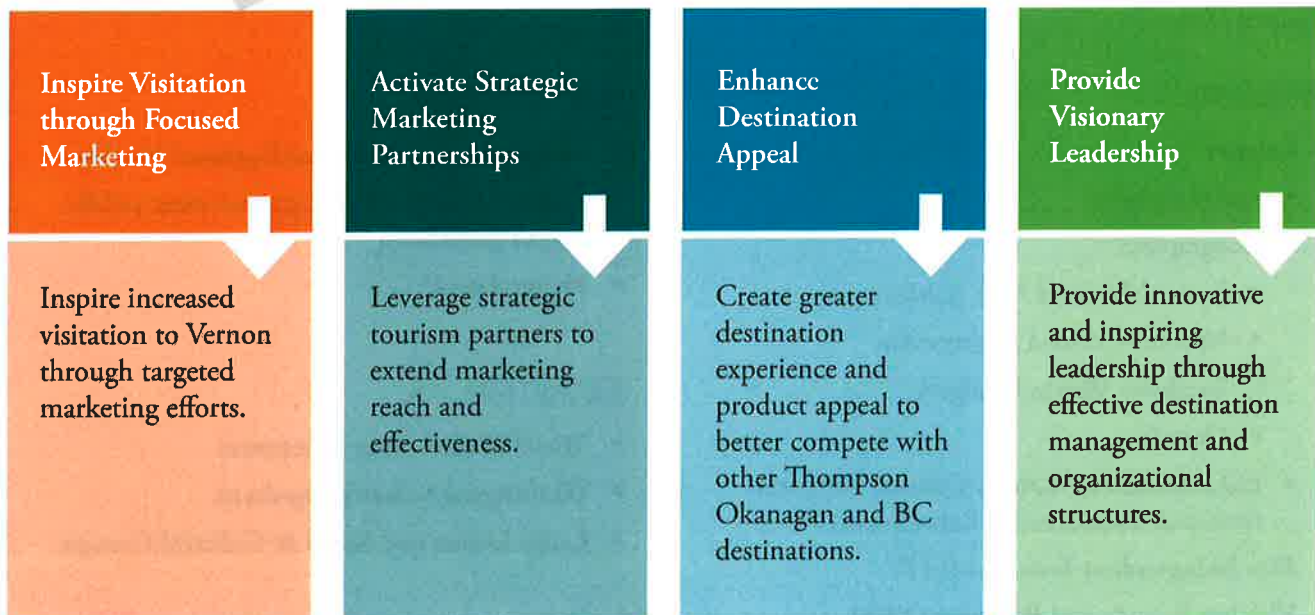 Inspire Visitation
through Focused
Marketing
Activate Strategic
Marketing
Partnerships
Enhance
Destination
Appeal
Provide
Visionary
Leadership
Inspire increased
visitation to Vernon
through targeted
marketing efforts.
Leverage strategic
tourism partners to
extend marketing
reach and
effectiveness.
Create greater
destination
experience and
product appeal to
better compete with
other Thompson
Okanagan and BC
destinations.
Provide innovative
and inspiring
leadership through
effective destination
management and
organizational
structures.